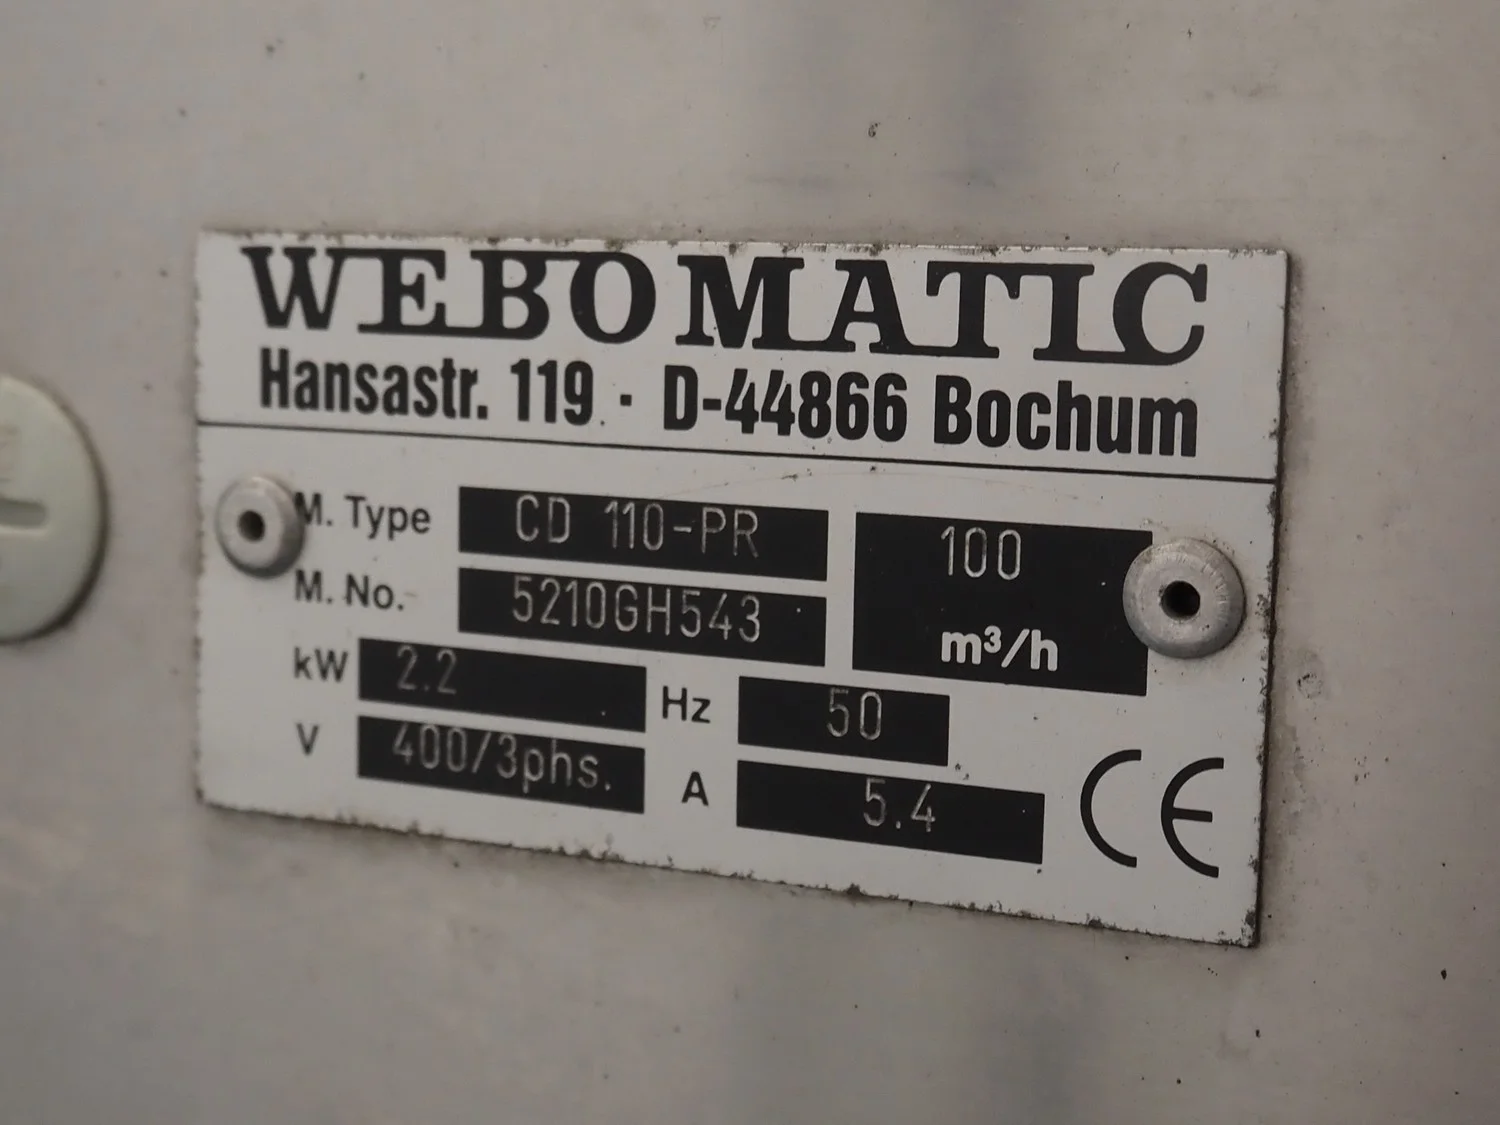 WEBOMATIC
Hansastr. 119 · D-44866 Bochum
M. Type CD 110-PR
100
m³/h
M. No. 5210GH543
kW 2.2
Hz 50
V 400/3phs.
A 5.4
CE